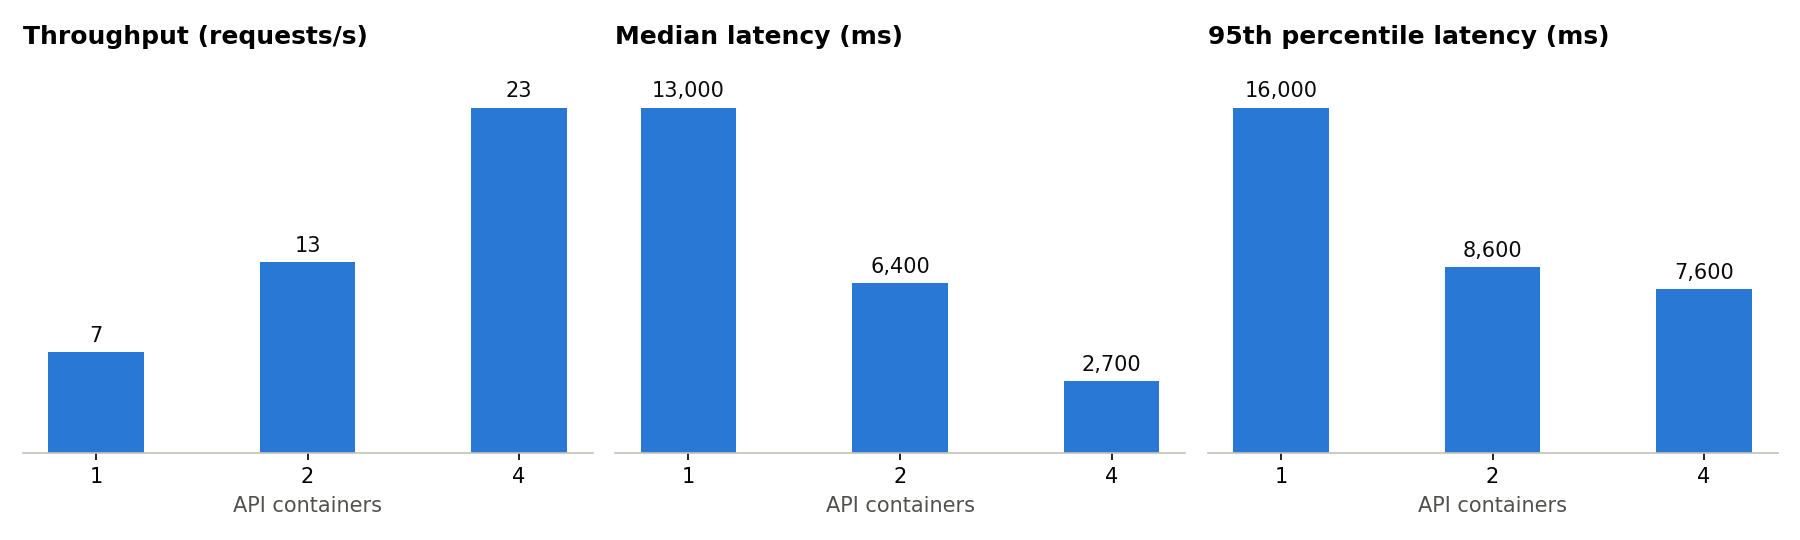 Throughput (requests/s)
23
13
7
1 2 4
API containers
Median latency (ms)
13,000
6,400
2,700
1 2 4
API containers
95th percentile latency (ms)
16,000
8,600
7,600
1 2 4
API containers